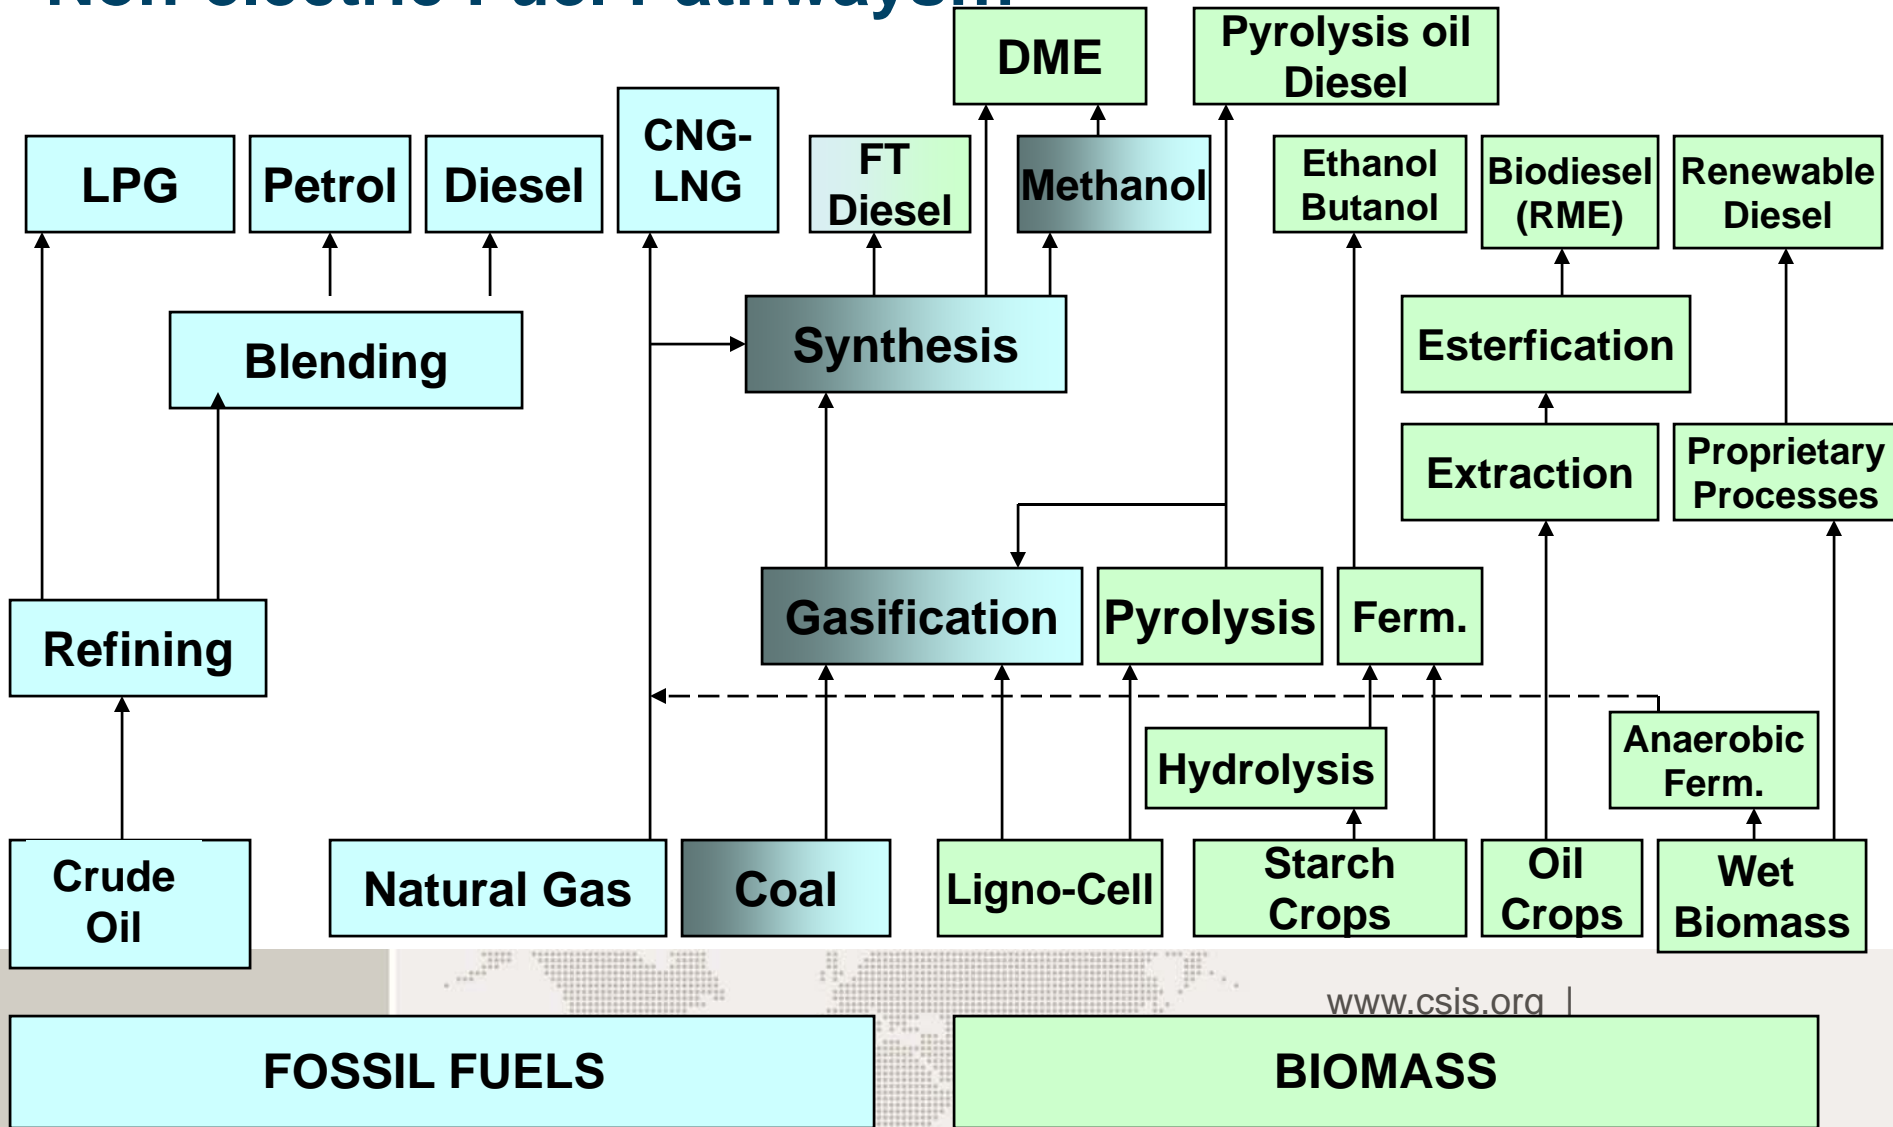 DME
Pyrolysis oil
Diesel
LPG
Petrol
Diesel
CNG-
LNG
FT
Diesel
Methanol
Ethanol
Butanol
Biodiesel
(RME)
Renewable
Diesel
Blending
Synthesis
Esterfication
Extraction
Proprietary
Processes
Refining
Gasification
Pyrolysis
Ferm.
Hydrolysis
Anaerobic
Ferm.
Crude
Oil
Natural Gas
Coal
Ligno-Cell
Starch
Crops
Oil
Crops
Wet
Biomass
www.csis.org |
FOSSIL FUELS
BIOMASS